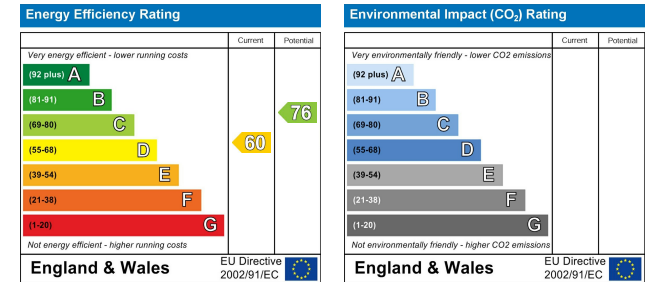 Energy Efficiency Rating
Current Potential
Very energy efficient - lower running costs
(92 plus) A
(81-91) B
(69-80) C
(55-68) D
(39-54) E
(21-38) F
(1-20) G
60
76
Not energy efficient - higher running costs
England & Wales
EU Directive
2002/91/EC
Environmental Impact (CO₂) Rating
Current Potential
Very environmentally friendly - lower CO2 emissions
(92 plus) A
(81-91) B
(69-80) C
(55-68) D
(39-54) E
(21-38) F
(1-20) G
Not environmentally friendly - higher CO2 emissions
England & Wales
EU Directive
2002/91/EC